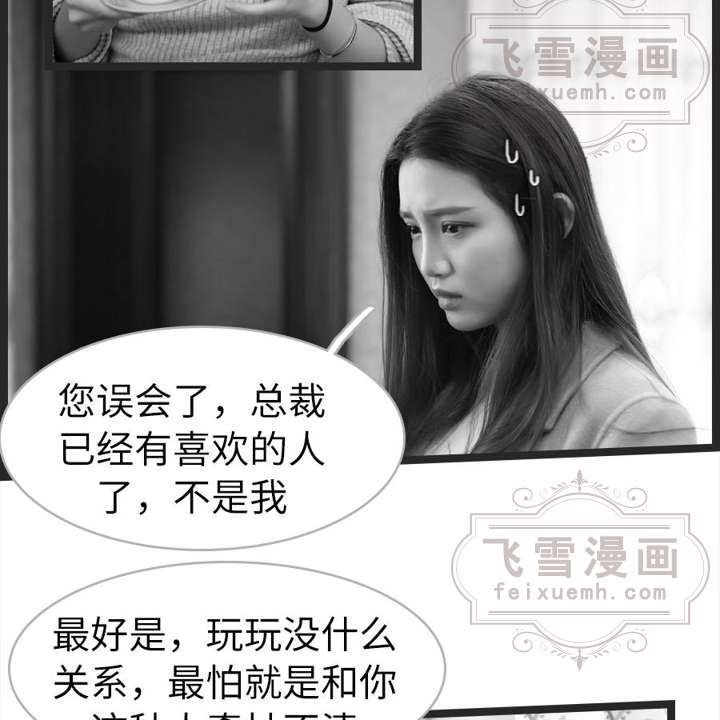 飞雪漫画
feixuemh.com
您误会了，总裁
已经有喜欢的人
了，不是我
飞雪漫画
feixuemh.com
最好是，玩玩没什么
关系，最怕就是和你